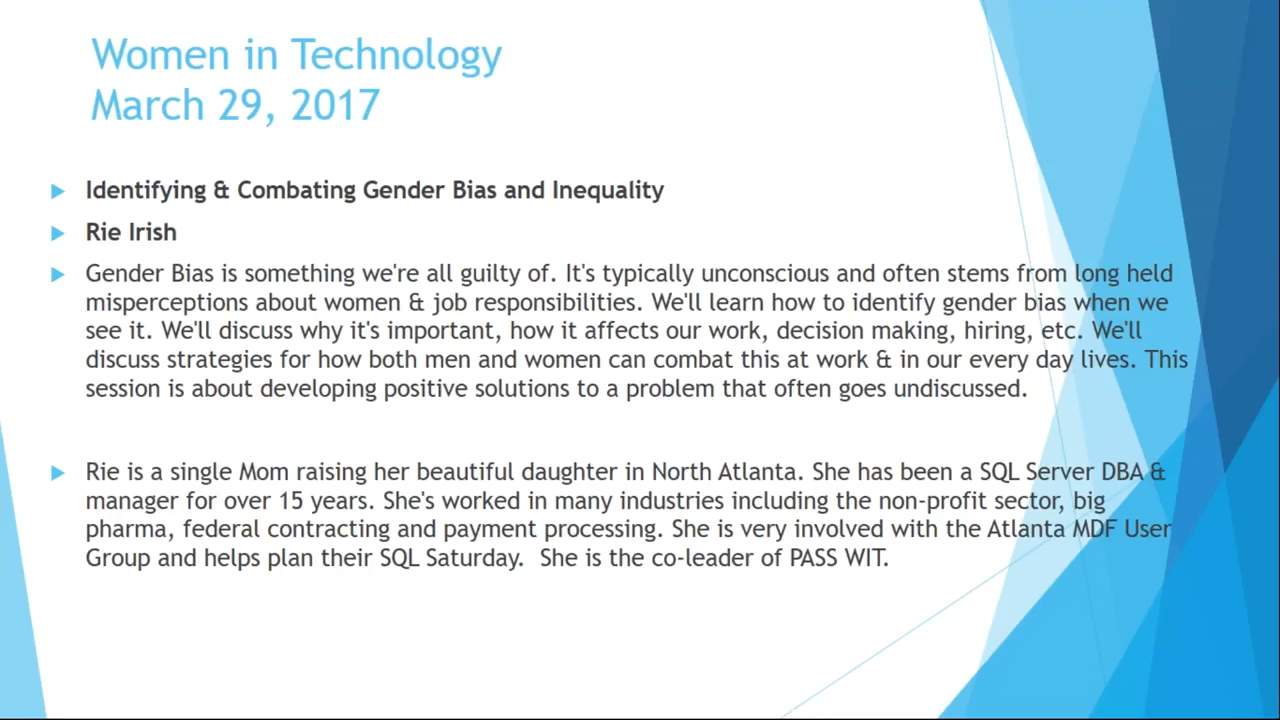 Women in Technology
March 29, 2017
Identifying & Combating Gender Bias and Inequality
Rie Irish
Gender Bias is something we're all guilty of. It's typically unconscious and often stems from long held
misperceptions about women & job responsibilities. We'll learn how to identify gender bias when we
see it. We'll discuss why it's important, how it affects our work, decision making, hiring, etc. We'll
discuss strategies for how both men and women can combat this at work & in our every day lives. This
session is about developing positive solutions to a problem that often goes undiscussed.
Rie is a single Mom raising her beautiful daughter in North Atlanta. She has been a SQL Server DBA &
manager for over 15 years. She's worked in many industries including the non-profit sector, big
pharma, federal contracting and payment processing. She is very involved with the Atlanta MDF User
Group and helps plan their SQL Saturday.  She is the co-leader of PASS WIT.